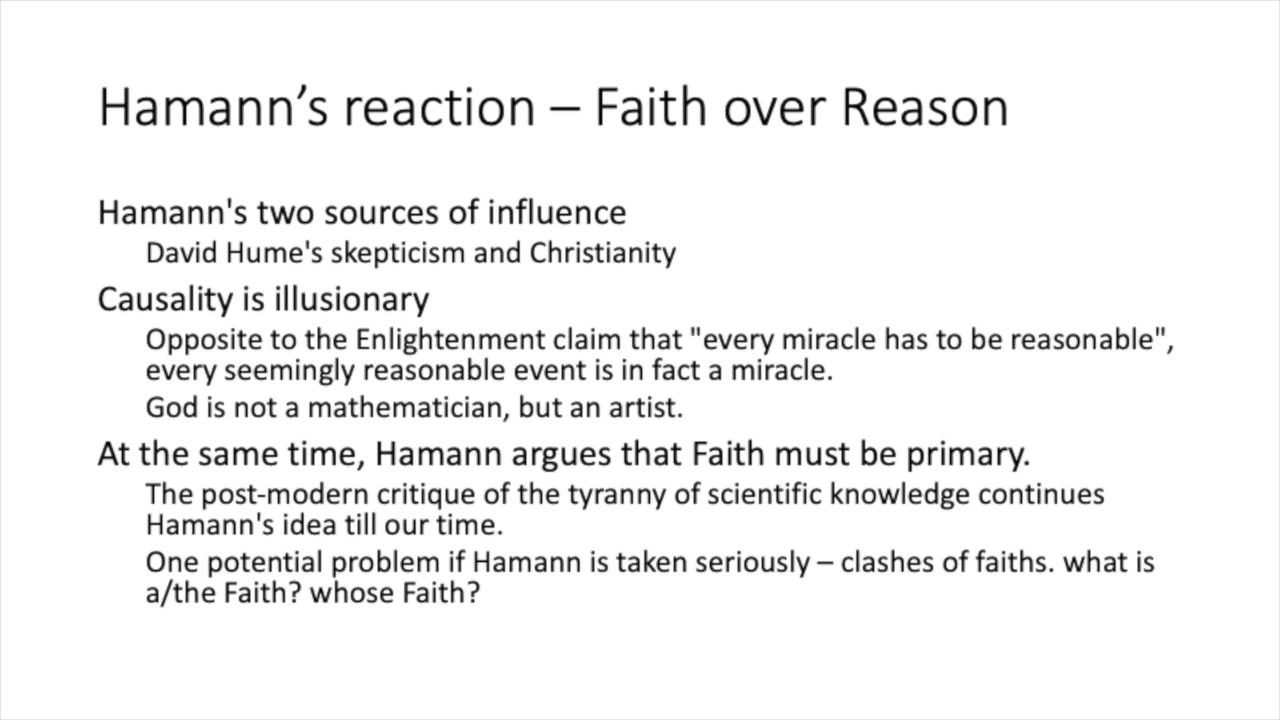 Hamann’s reaction – Faith over Reason
Hamann's two sources of influence
David Hume's skepticism and Christianity
Causality is illusionary
Opposite to the Enlightenment claim that "every miracle has to be reasonable",
every seemingly reasonable event is in fact a miracle.
God is not a mathematician, but an artist.
At the same time, Hamann argues that Faith must be primary.
The post-modern critique of the tyranny of scientific knowledge continues
Hamann's idea till our time.
One potential problem if Hamann is taken seriously – clashes of faiths. what is
a/the Faith? whose Faith?